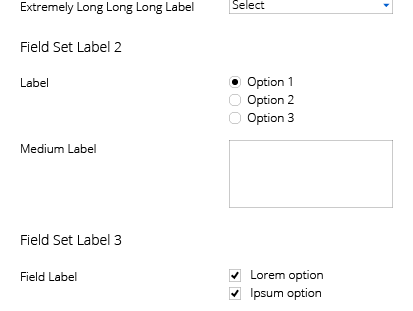 Extremely Long Long Long Label Select
Field Set Label 2
Label Option 1
Option 2
Option 3
Medium Label
Field Set Label 3
Field Label Lorem option
Ipsum option